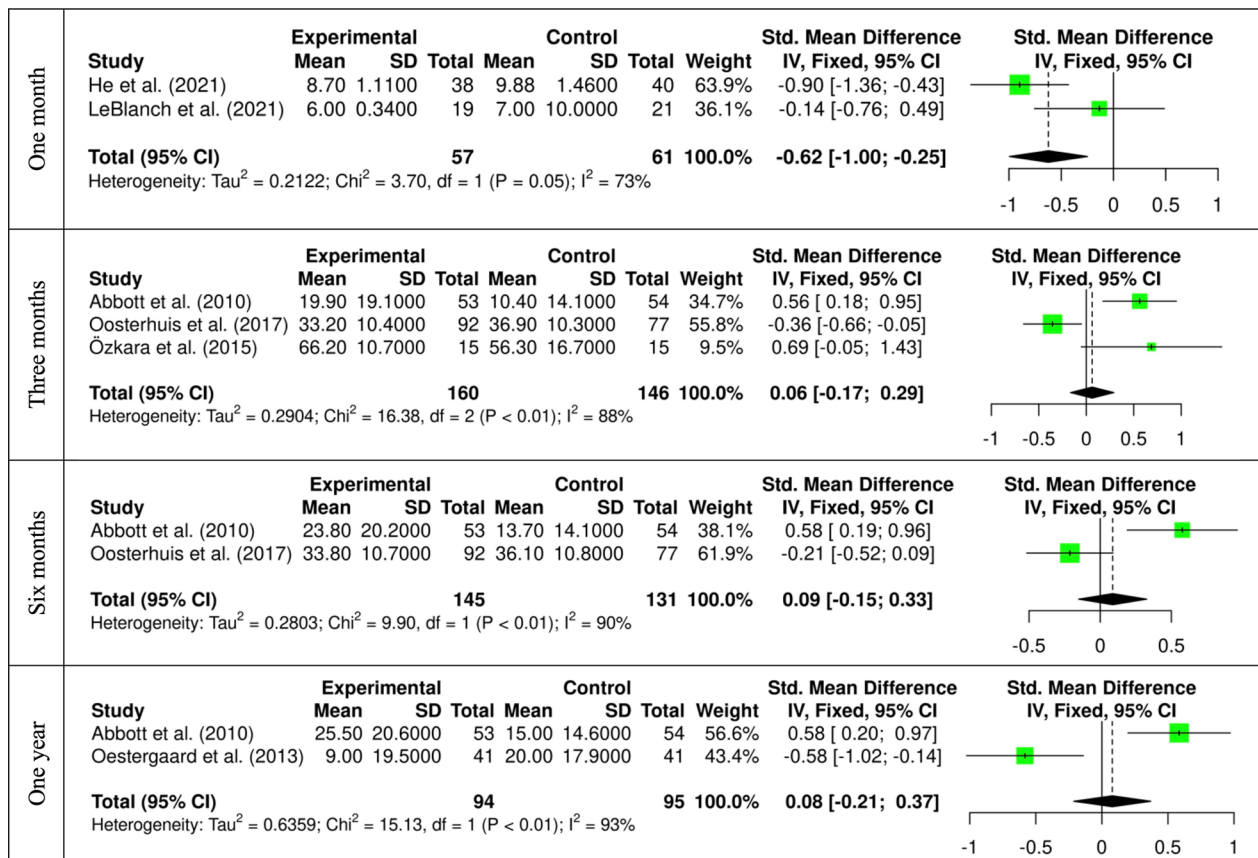 One month
Experimental Control Std. Mean Difference Std. Mean Difference
Study Mean SD Total Mean SD Total Weight IV, Fixed, 95% CI IV, Fixed, 95% CI
He et al. (2021) 8.70 1.1100 38 9.88 1.4600 40 63.9% -0.90 [-1.36; -0.43]
LeBlanch et al. (2021) 6.00 0.3400 19 7.00 10.0000 21 36.1% -0.14 [-0.76; 0.49]
Total (95% CI) 57 61 100.0% -0.62 [-1.00; -0.25]
Heterogeneity: Tau² = 0.2122; Chi² = 3.70, df = 1 (P = 0.05); I² = 73%
-1 -0.5 0 0.5 1
Three months
Experimental Control Std. Mean Difference Std. Mean Difference
Study Mean SD Total Mean SD Total Weight IV, Fixed, 95% CI IV, Fixed, 95% CI
Abbott et al. (2010) 19.90 19.1000 53 10.40 14.1000 54 34.7% 0.56 [ 0.18; 0.95]
Oosterhuis et al. (2017) 33.20 10.4000 92 36.90 10.3000 77 55.8% -0.36 [-0.66; -0.05]
Özkara et al. (2015) 66.20 10.7000 15 56.30 16.7000 15 9.5% 0.69 [-0.05; 1.43]
Total (95% CI) 160 146 100.0% 0.06 [-0.17; 0.29]
Heterogeneity: Tau² = 0.2904; Chi² = 16.38, df = 2 (P < 0.01); I² = 88%
-1 -0.5 0 0.5 1
Six months
Experimental Control Std. Mean Difference Std. Mean Difference
Study Mean SD Total Mean SD Total Weight IV, Fixed, 95% CI IV, Fixed, 95% CI
Abbott et al. (2010) 23.80 20.2000 53 13.70 14.1000 54 38.1% 0.58 [ 0.19; 0.96]
Oosterhuis et al. (2017) 33.80 10.7000 92 36.10 10.8000 77 61.9% -0.21 [-0.52; 0.09]
Total (95% CI) 145 131 100.0% 0.09 [-0.15; 0.33]
Heterogeneity: Tau² = 0.2803; Chi² = 9.90, df = 1 (P < 0.01); I² = 90%
-0.5 0 0.5
One year
Experimental Control Std. Mean Difference Std. Mean Difference
Study Mean SD Total Mean SD Total Weight IV, Fixed, 95% CI IV, Fixed, 95% CI
Abbott et al. (2010) 25.50 20.6000 53 15.00 14.6000 54 56.6% 0.58 [ 0.20; 0.97]
Oestergaard et al. (2013) 9.00 19.5000 41 20.00 17.9000 41 43.4% -0.58 [-1.02; -0.14]
Total (95% CI) 94 95 100.0% 0.08 [-0.21; 0.37]
Heterogeneity: Tau² = 0.6359; Chi² = 15.13, df = 1 (P < 0.01); I² = 93%
-1 -0.5 0 0.5 1